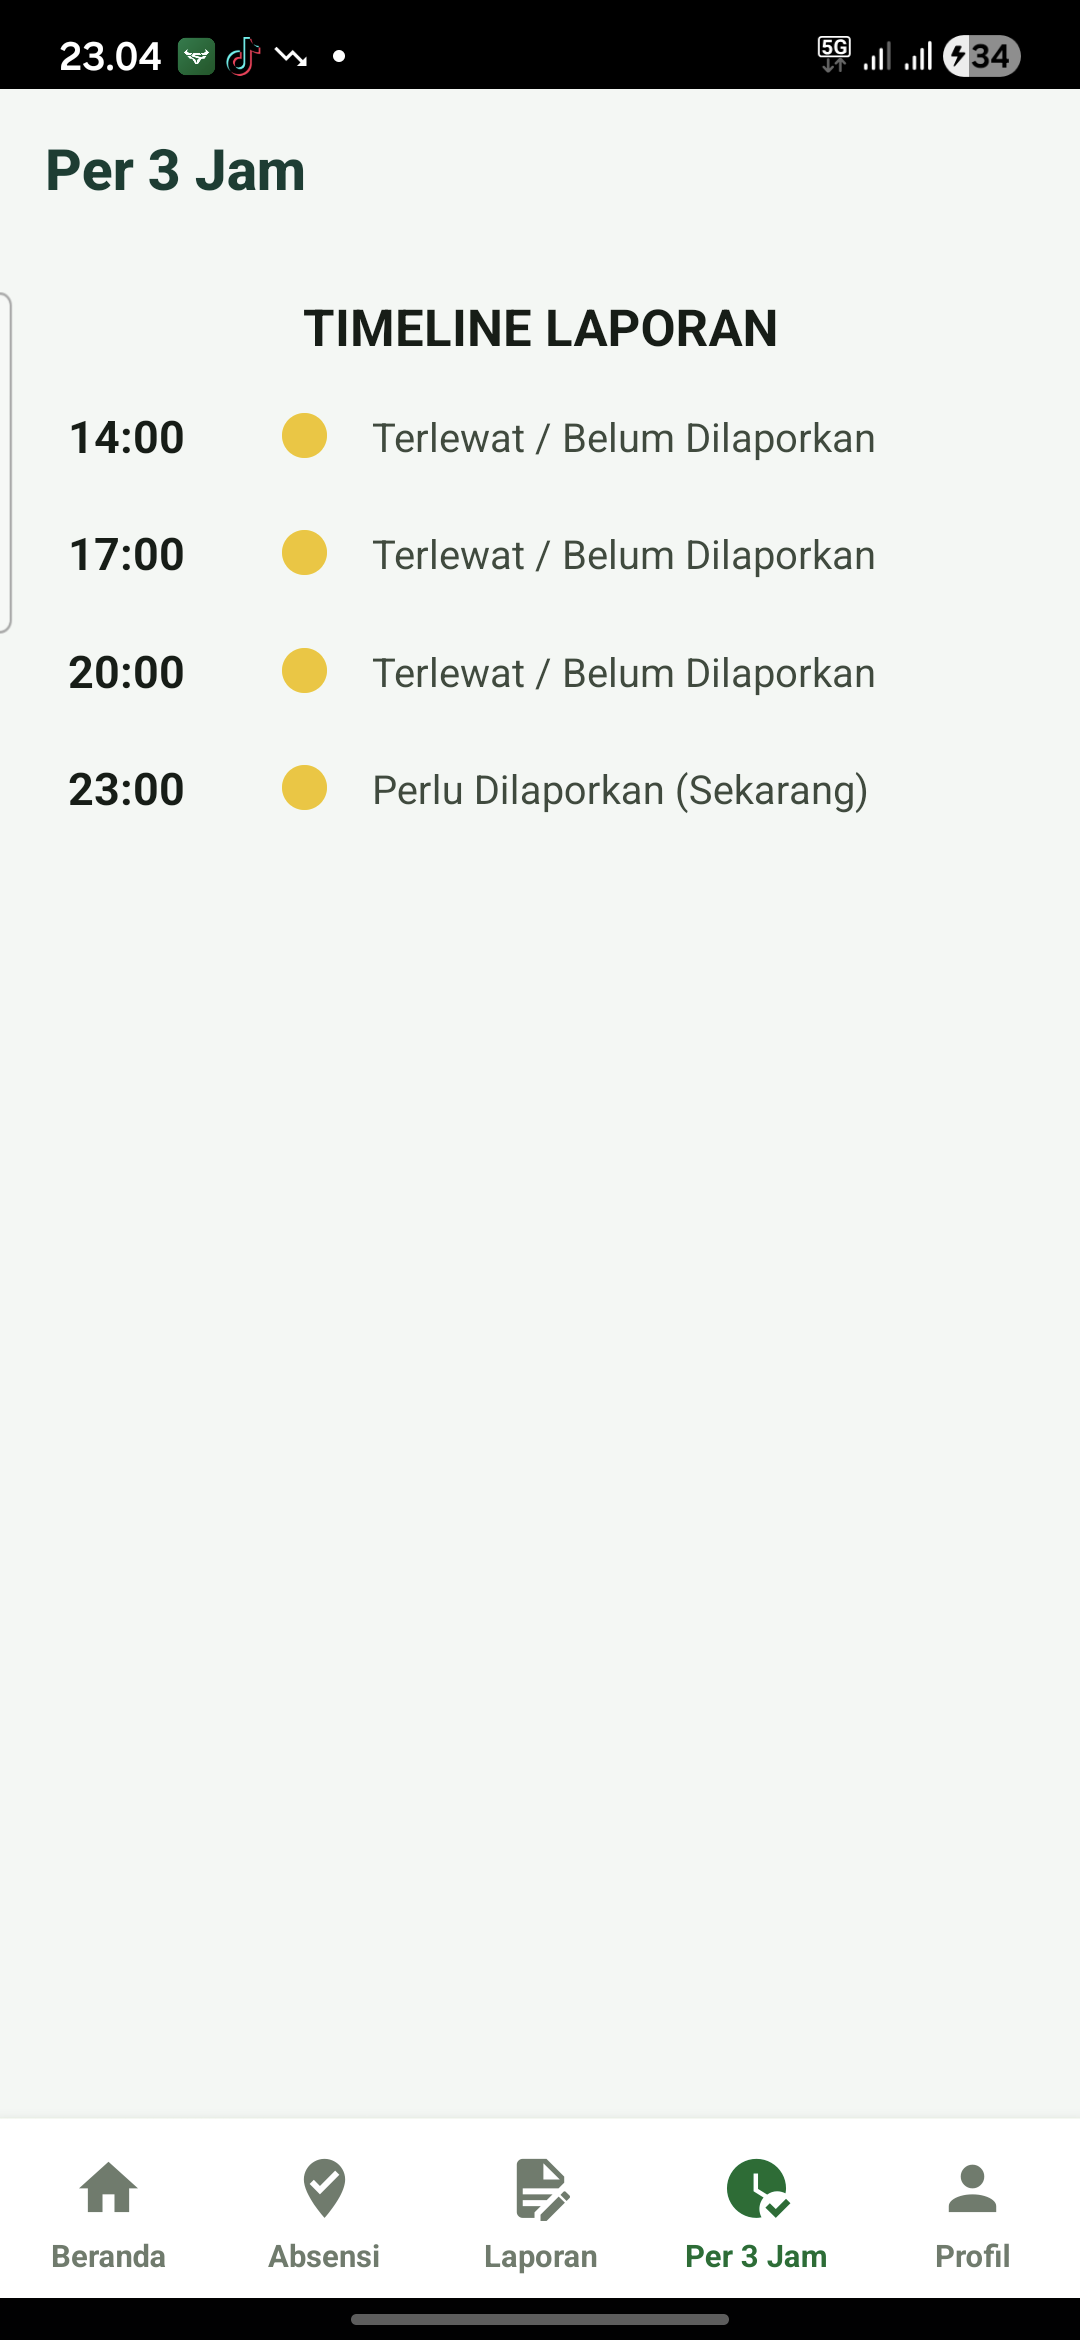 23.04
5G
34
Per 3 Jam
TIMELINE LAPORAN
14:00 Terlewat / Belum Dilaporkan
17:00 Terlewat / Belum Dilaporkan
20:00 Terlewat / Belum Dilaporkan
23:00 Perlu Dilaporkan (Sekarang)
Beranda Absensi Laporan Per 3 Jam Profil